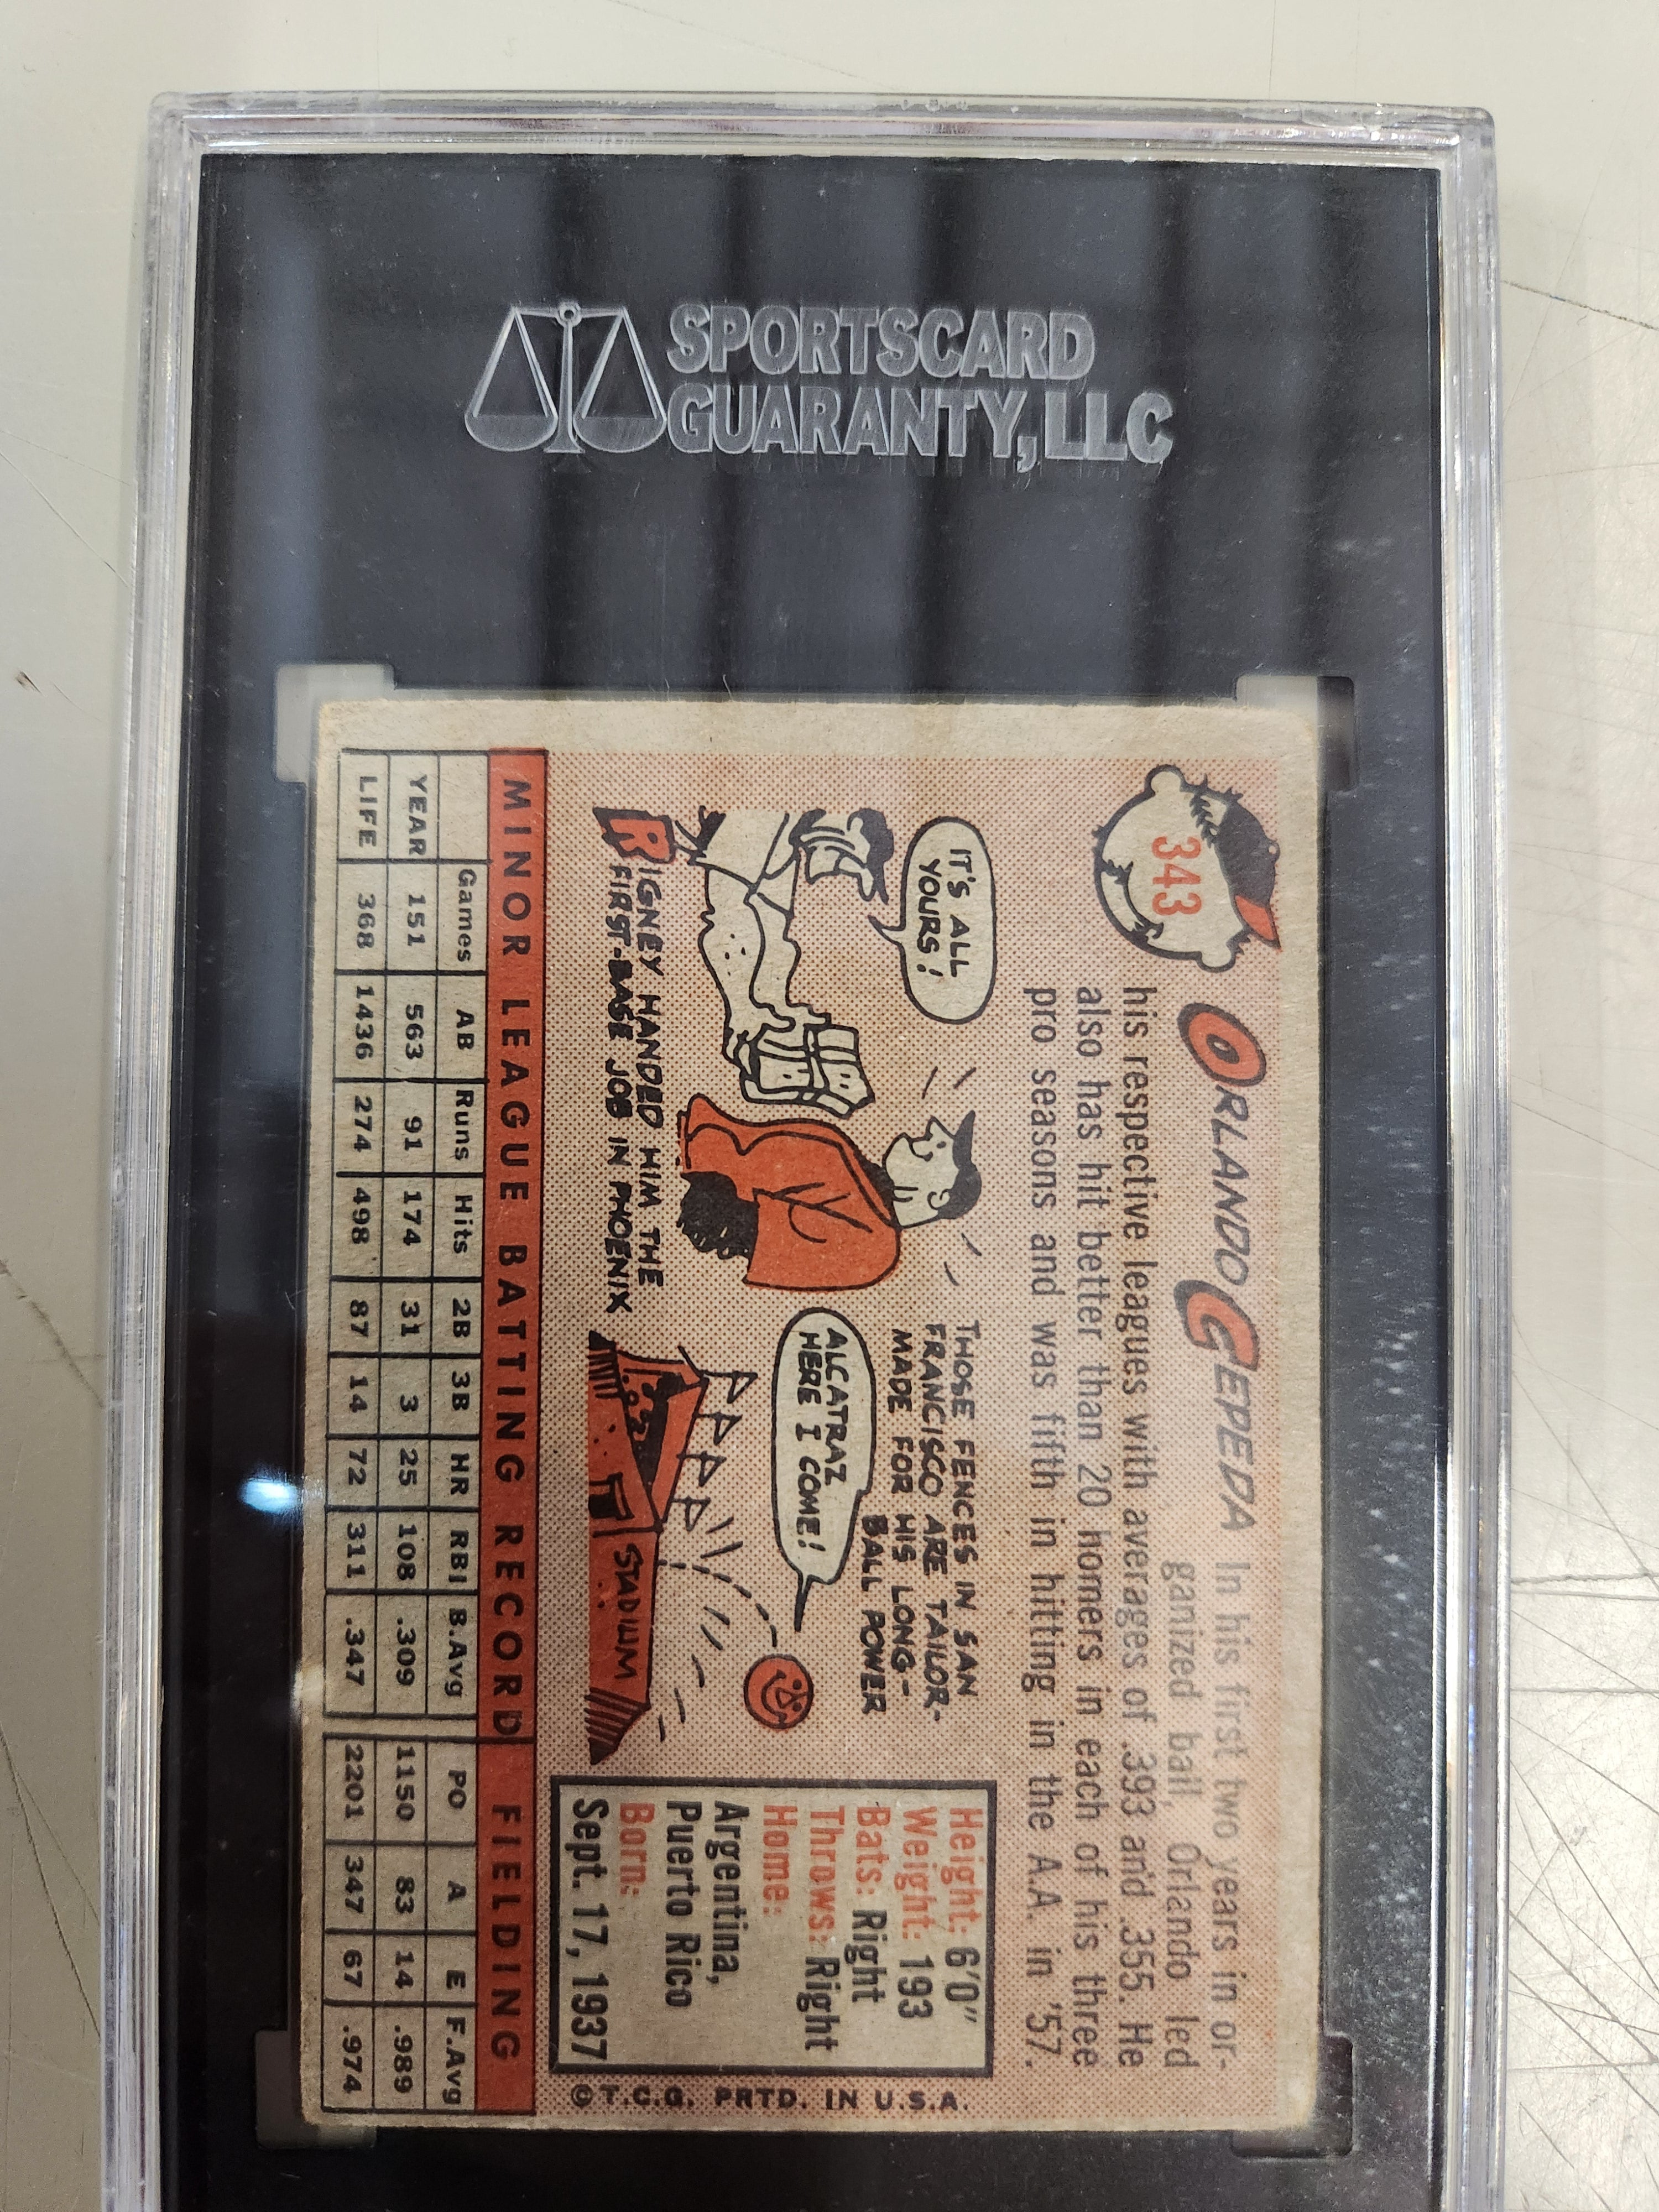 SPORTSCARD
GUARANTY, LLC
343
ORLANDO CEPEDA In his first two years in or-
ganized ball, Orlando led
his respective leagues with averages of .393 and .355. He
also has hit better than 20 homers in each of his three
pro seasons and was fifth in hitting in the A.A. in '57.
IT'S ALL
YOURS!
RIGNEY HANDED HIM THE
FIRST-BASE JOB IN PHOENIX
THOSE FENCES IN SAN
FRANCISCO ARE TAILOR-
MADE FOR HIS LONG-
BALL POWER
ALCATRAZ
HERE I COME!
STADIUM
Height: 6'0"
Weight: 193
Bats: Right
Throws: Right
Home:
Argentina,
Puerto Rico
Born:
Sept. 17, 1937
©T.C.G. PRTD. IN U.S.A.
MINOR LEAGUE BATTING RECORD FIELDING
Games AB Runs Hits 2B 3B HR RBI B.Avg PO A E F.Avg
YEAR 151 563 91 174 31 3 25 108 .309 1150 83 14 .989
LIFE 368 1436 274 498 87 14 72 311 .347 2201 347 67 .974